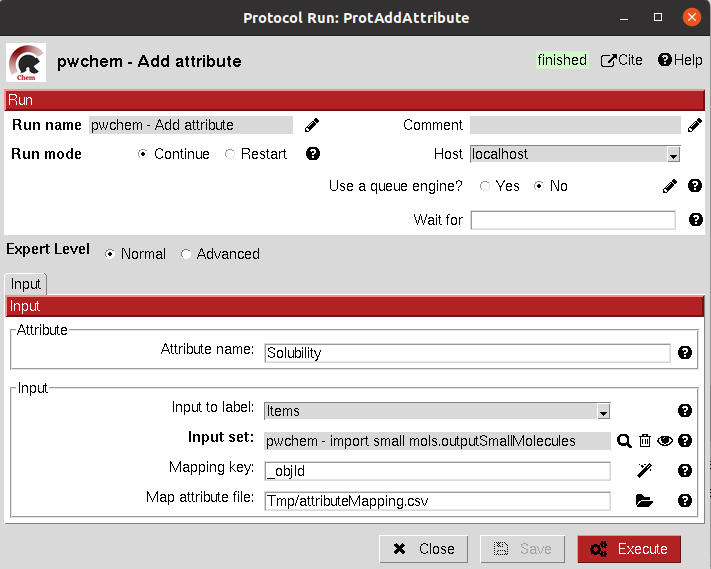 Protocol Run: ProtAddAttribute
Chem
pwchem - Add attribute
finished
Cite
Help
Run
Run name pwchem - Add attribute Comment
Run mode Continue Restart Host localhost
Use a queue engine? Yes No
Wait for
Expert Level Normal Advanced
Input
Input
Attribute
Attribute name: Solubility
Input
Input to label: Items
Input set: pwchem - import small mols.outputSmallMolecules
Mapping key: _objId
Map attribute file: Tmp/attributeMapping.csv
Close Save Execute